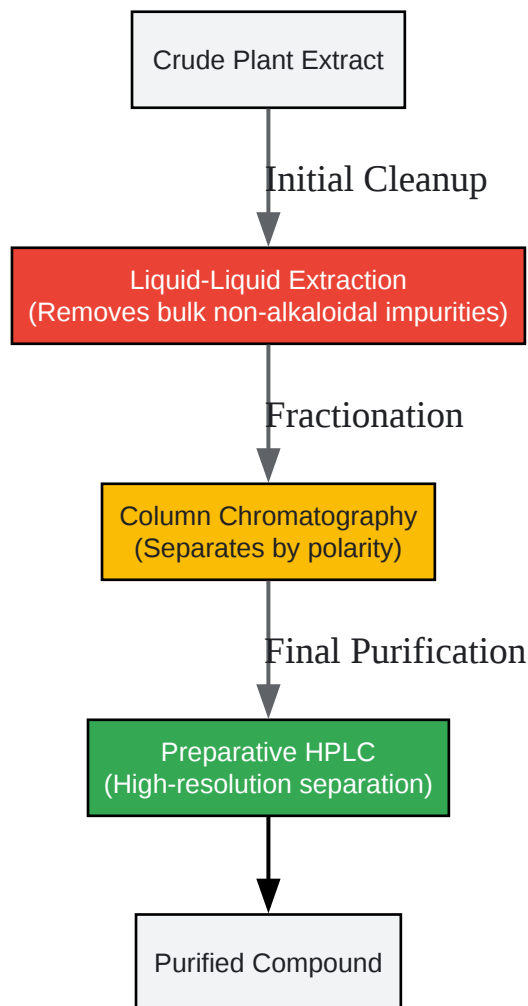 Crude Plant Extract
Initial Cleanup
Liquid-Liquid Extraction
(Removes bulk non-alkaloidal impurities)
Fractionation
Column Chromatography
(Separates by polarity)
Final Purification
Preparative HPLC
(High-resolution separation)
Purified Compound